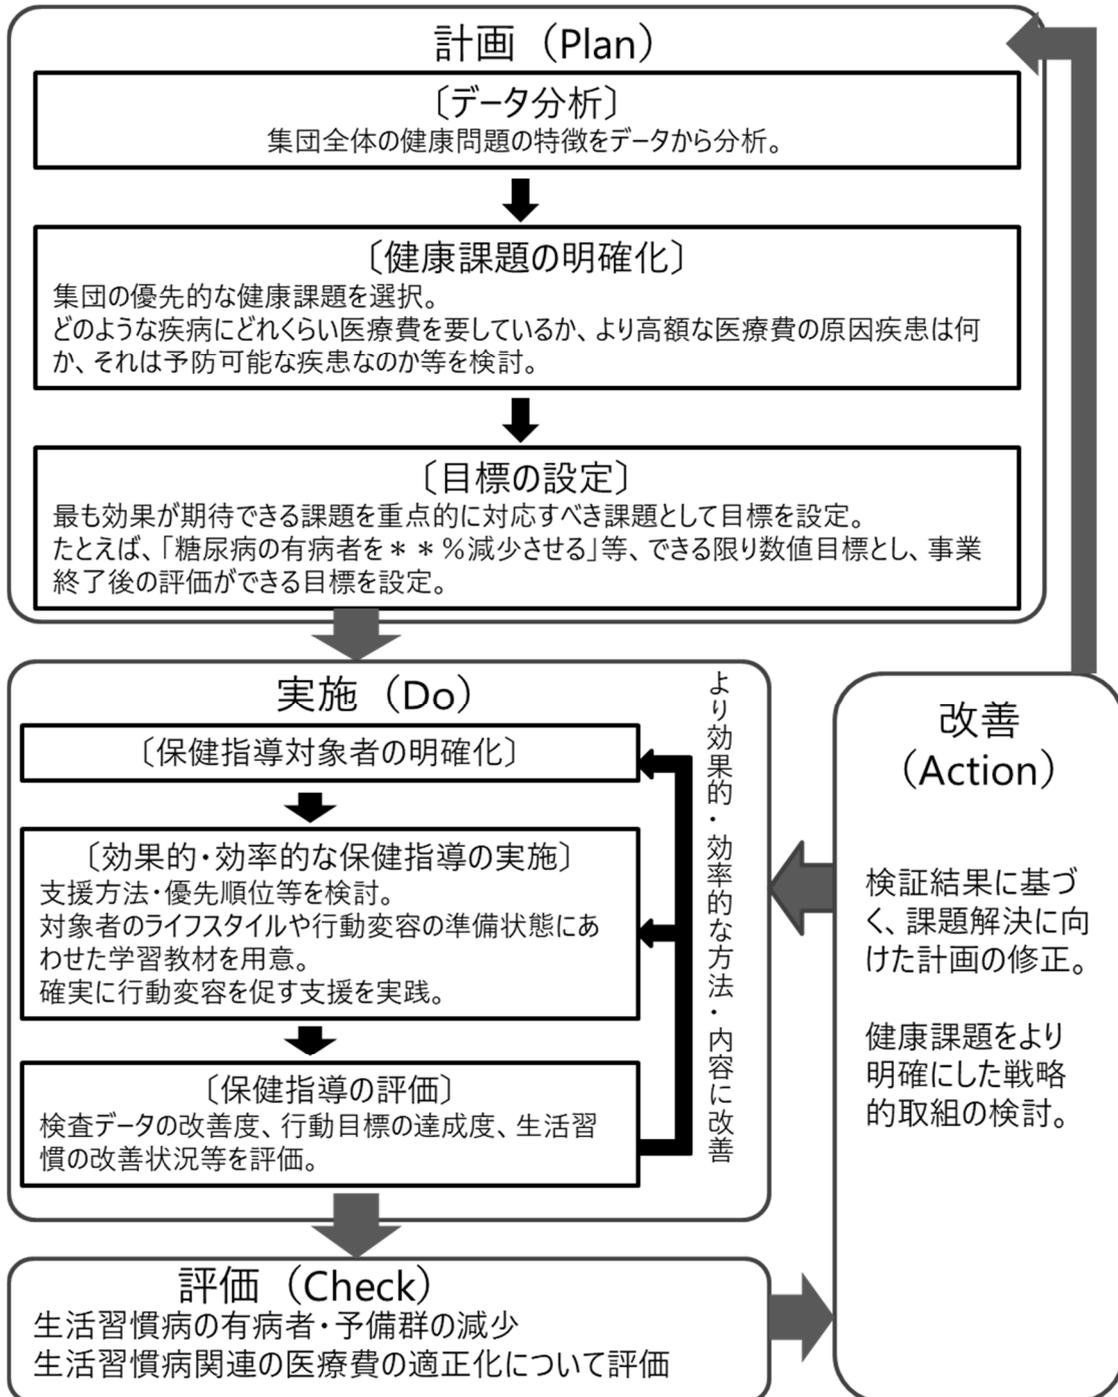 計画（Plan）
〔データ分析〕
集団全体の健康問題の特徴をデータから分析。
〔健康課題の明確化〕
集団の優先的な健康課題を選択。
どのような疾病にどれくらい医療費を要しているか、より高額な医療費の原因疾患は何
か、それは予防可能な疾患なのか等を検討。
〔目標の設定〕
最も効果が期待できる課題を重点的に対応すべき課題として目標を設定。
たとえば、「糖尿病の有病者を＊＊％減少させる」等、できる限り数値目標とし、事業
終了後の評価ができる目標を設定。
実施（Do）
〔保健指導対象者の明確化〕
〔効果的・効率的な保健指導の実施〕
支援方法・優先順位等を検討。
対象者のライフスタイルや行動変容の準備状態にあ
わせた学習教材を用意。
確実に行動変容を促す支援を実践。
〔保健指導の評価〕
検査データの改善度、行動目標の達成度、生活習
慣の改善状況等を評価。
より効果的・効率的な方法・内容に改善
評価（Check）
生活習慣病の有病者・予備群の減少
生活習慣病関連の医療費の適正化について評価
改善
（Action）
検証結果に基づ
く、課題解決に向
けた計画の修正。
健康課題をより
明確にした戦略
的取組の検討。